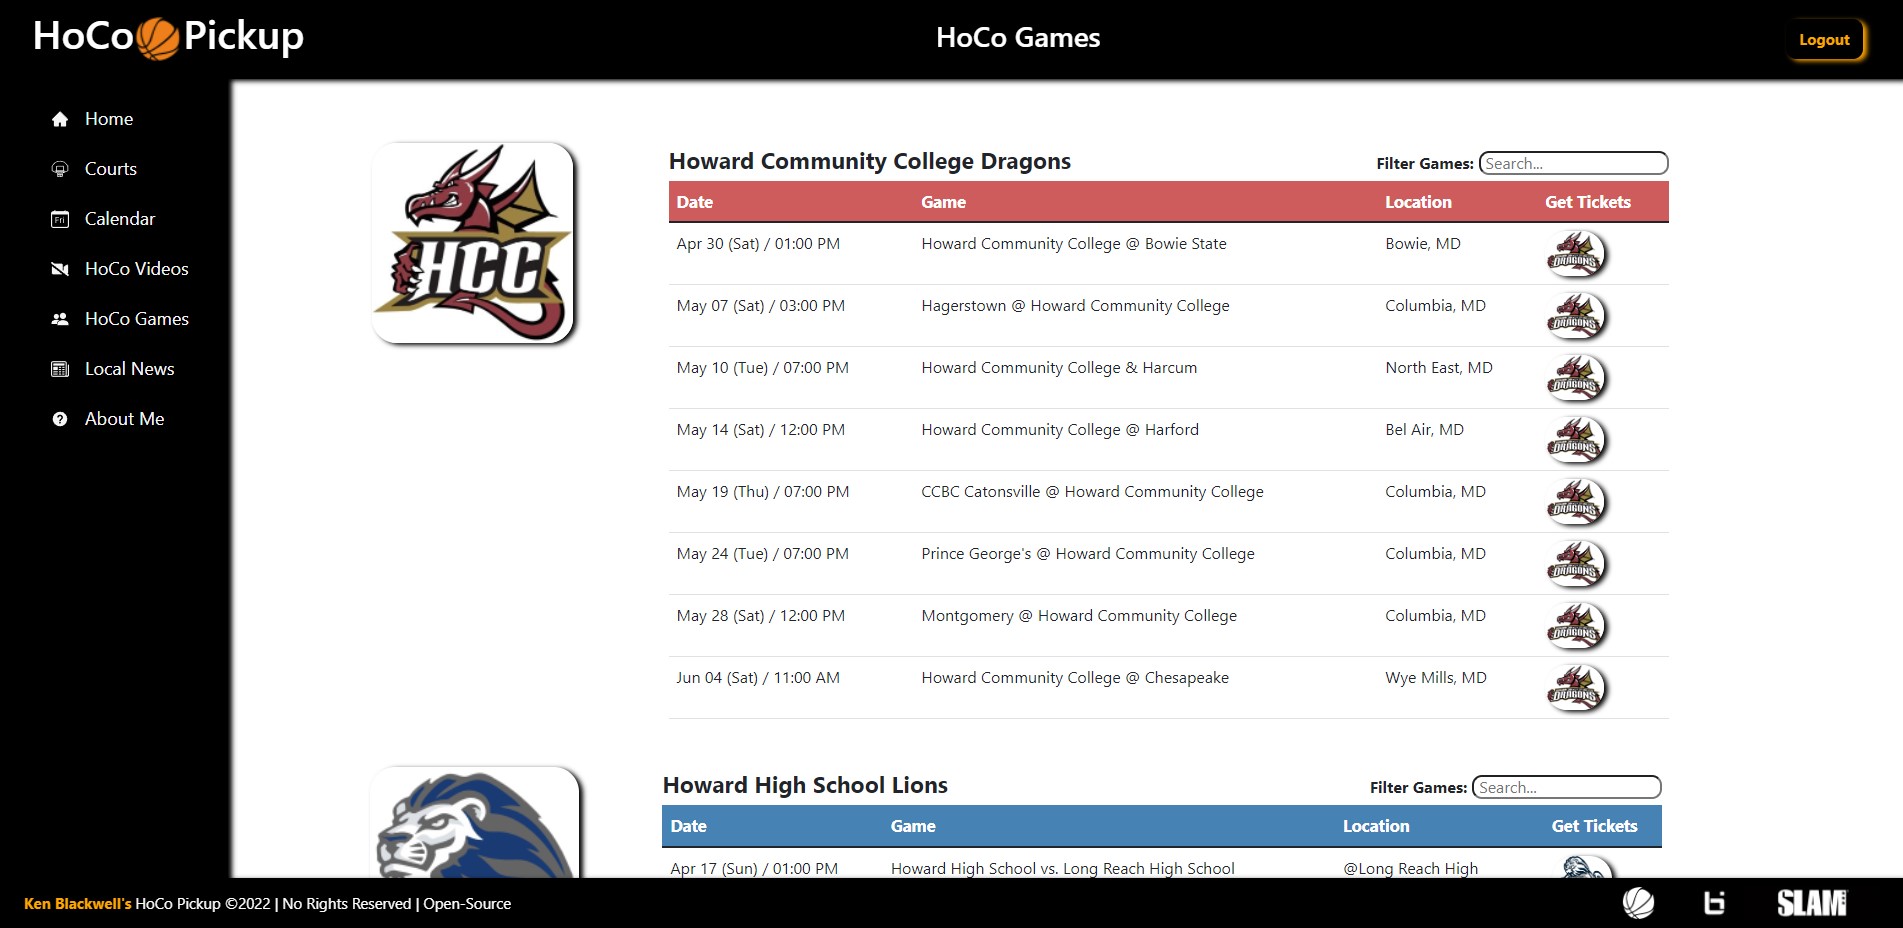 HoCo Pickup
HoCo Games
Logout
Home
Courts
Calendar
HoCo Videos
HoCo Games
Local News
About Me
HCC
Howard Community College Dragons
Filter Games: Search...
Date Game Location Get Tickets
Apr 30 (Sat) / 01:00 PM Howard Community College @ Bowie State Bowie, MD DRAGONS
May 07 (Sat) / 03:00 PM Hagerstown @ Howard Community College Columbia, MD DRAGONS
May 10 (Tue) / 07:00 PM Howard Community College & Harcum North East, MD DRAGONS
May 14 (Sat) / 12:00 PM Howard Community College @ Harford Bel Air, MD DRAGONS
May 19 (Thu) / 07:00 PM CCBC Catonsville @ Howard Community College Columbia, MD DRAGONS
May 24 (Tue) / 07:00 PM Prince George's @ Howard Community College Columbia, MD DRAGONS
May 28 (Sat) / 12:00 PM Montgomery @ Howard Community College Columbia, MD DRAGONS
Jun 04 (Sat) / 11:00 AM Howard Community College @ Chesapeake Wye Mills, MD DRAGONS
Howard High School Lions
Filter Games: Search...
Date Game Location Get Tickets
Apr 17 (Sun) / 01:00 PM Howard High School vs. Long Reach High School @Long Reach High
Ken Blackwell's HoCo Pickup ©2022 | No Rights Reserved | Open-Source
SLAM